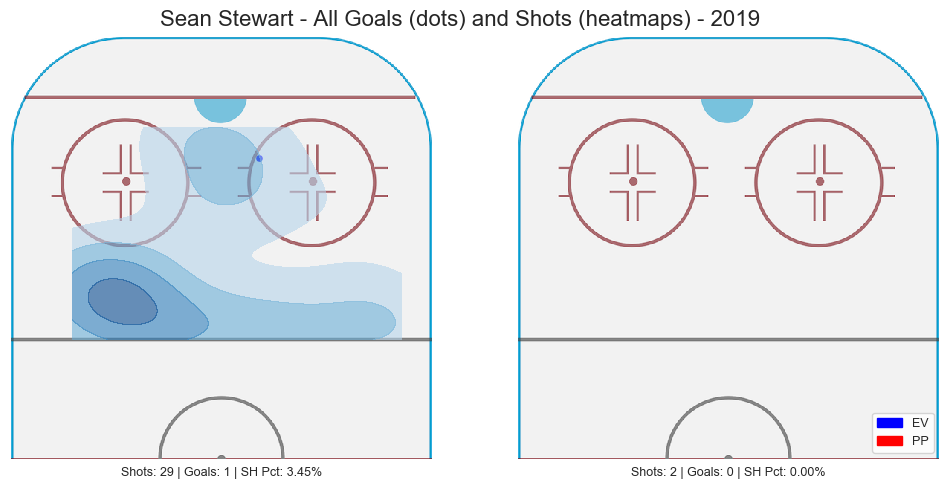 Sean Stewart - All Goals (dots) and Shots (heatmaps) - 2019
EV
PP
Shots: 29 | Goals: 1 | SH Pct: 3.45%
Shots: 2 | Goals: 0 | SH Pct: 0.00%